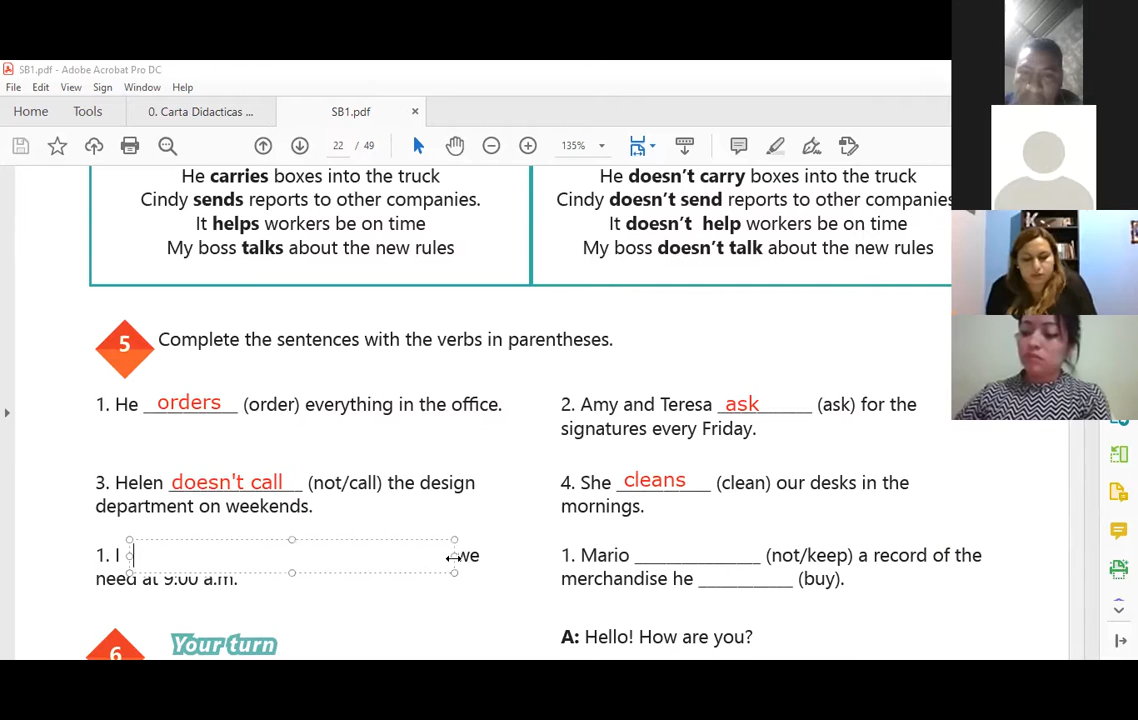 SB1.pdf - Adobe Acrobat Pro DC
File Edit View Sign Window Help
Home Tools 0. Carta Didacticas ... SB1.pdf ×
22 / 49 135%
He carries boxes into the truck
Cindy sends reports to other companies.
It helps workers be on time
My boss talks about the new rules
He doesn't carry boxes into the truck
Cindy doesn't send reports to other companies
It doesn't help workers be on time
My boss doesn't talk about the new rules
5 Complete the sentences with the verbs in parentheses.
1. He orders (order) everything in the office.
2. Amy and Teresa ask (ask) for the
signatures every Friday.
3. Helen doesn't call (not/call) the design
department on weekends.
4. She cleans (clean) our desks in the
mornings.
1. I we
need at 9:00 a.m.
1. Mario ______________ (not/keep) a record of the
merchandise he __________ (buy).
6 Your turn
A: Hello! How are you?
K